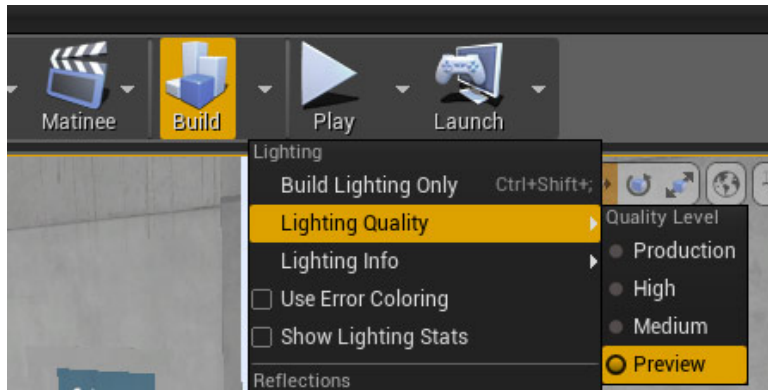 Matinee
Build
Play
Launch
Lighting
Build Lighting Only Ctrl+Shift+;
Lighting Quality
Lighting Info
Use Error Coloring
Show Lighting Stats
Reflections
Quality Level
Production
High
Medium
Preview